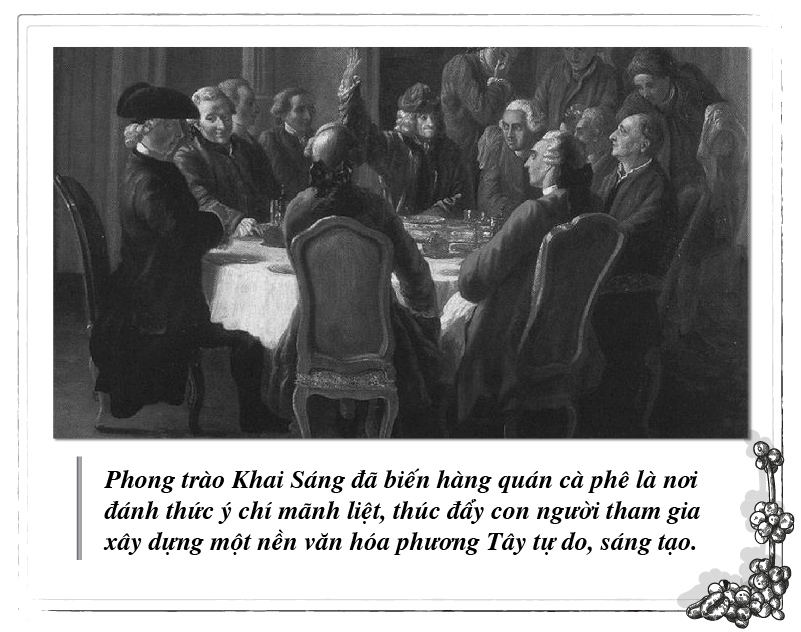 Phong trào Khai Sáng đã biến hàng quán cà phê là nơi
đánh thức ý chí mãnh liệt, thúc đẩy con người tham gia
xây dựng một nền văn hóa phương Tây tự do, sáng tạo.